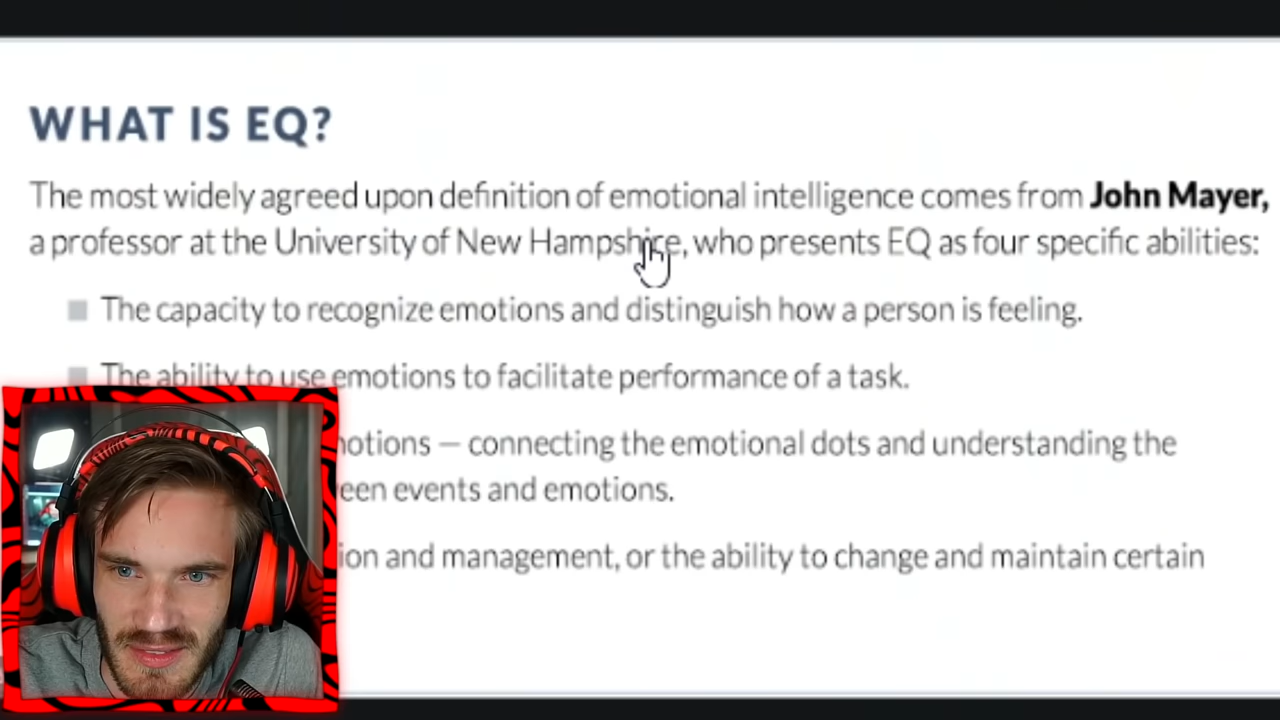 WHAT IS EQ?
The most widely agreed upon definition of emotional intelligence comes from John Mayer,
a professor at the University of New Hampshire, who presents EQ as four specific abilities:
The capacity to recognize emotions and distinguish how a person is feeling.
The ability to use emotions to facilitate performance of a task.
connecting the emotional dots and understanding the
events and emotions.
and management, or the ability to change and maintain certain